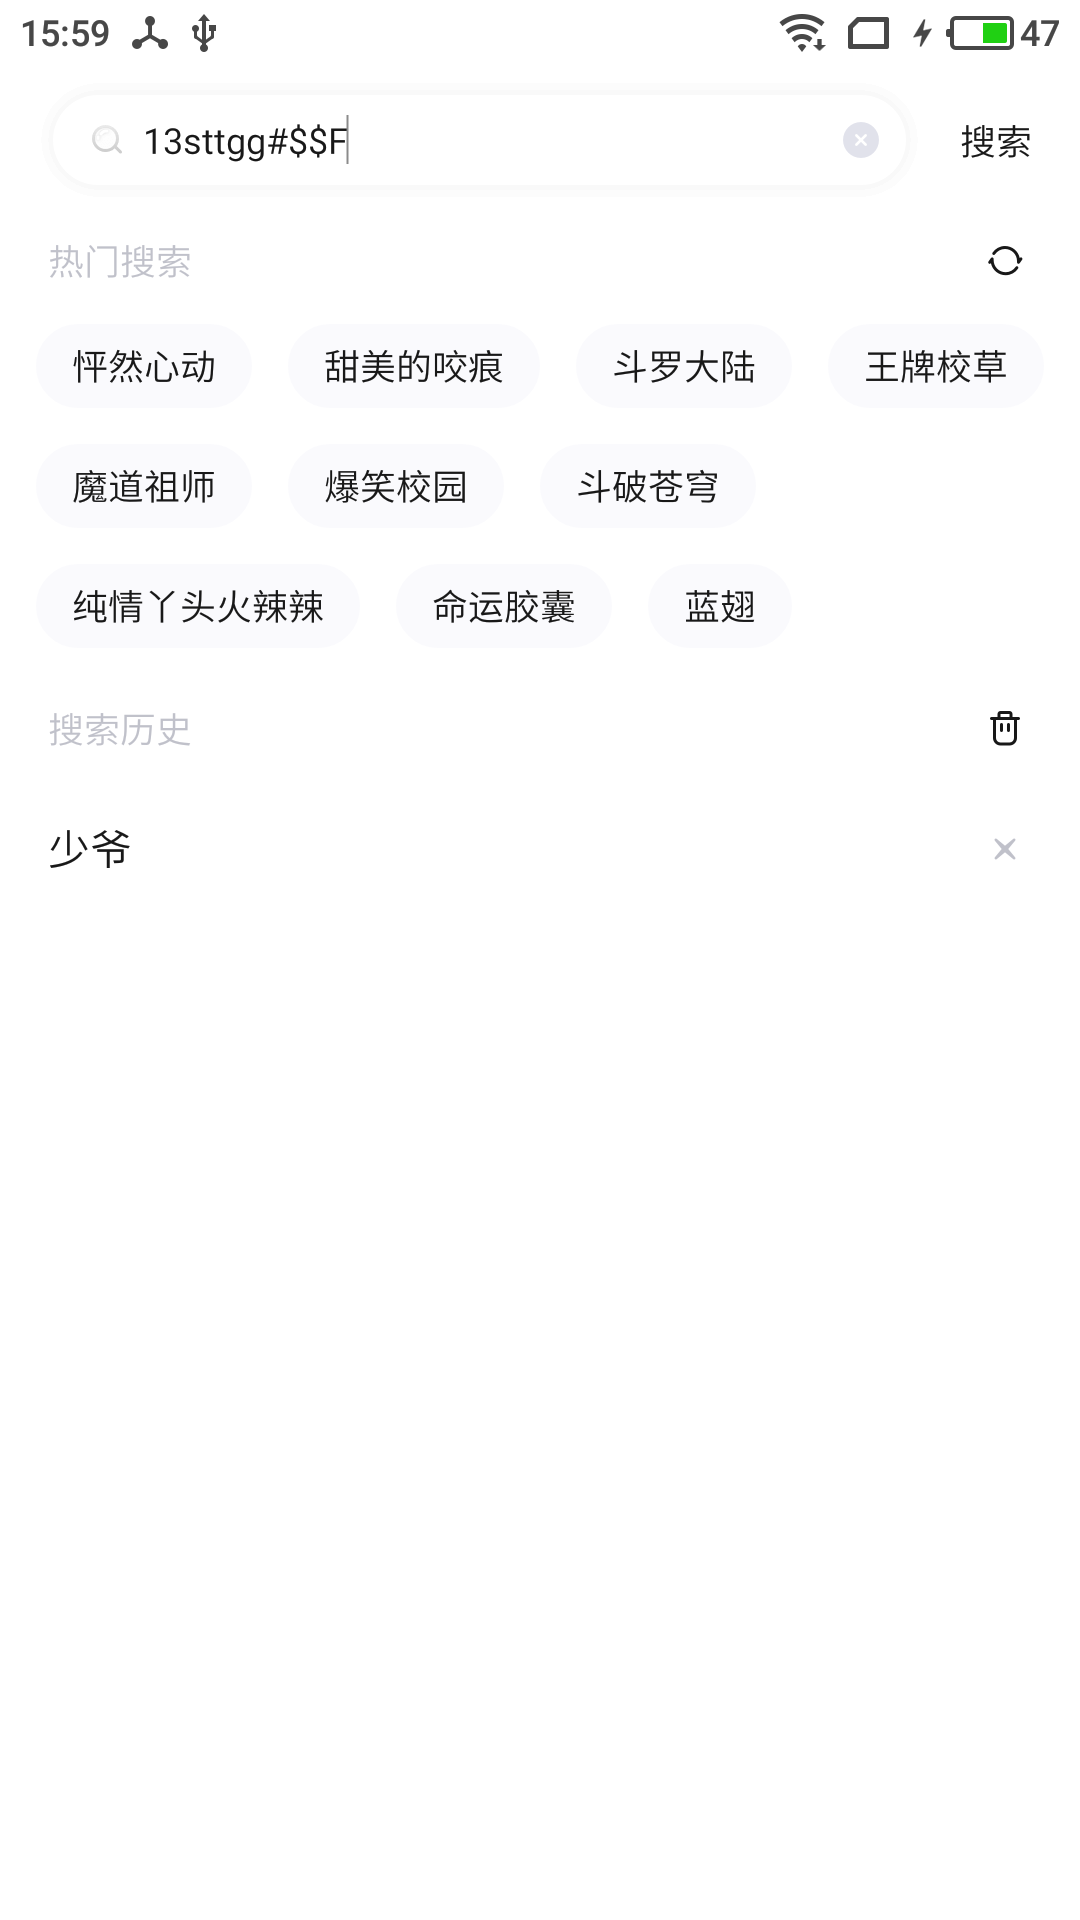 15:59 47
13sttgg#$$F 搜索
热门搜索
怦然心动 甜美的咬痕 斗罗大陆 王牌校草
魔道祖师 爆笑校园 斗破苍穹
纯情丫头火辣辣 命运胶囊 蓝翅
搜索历史
少爷